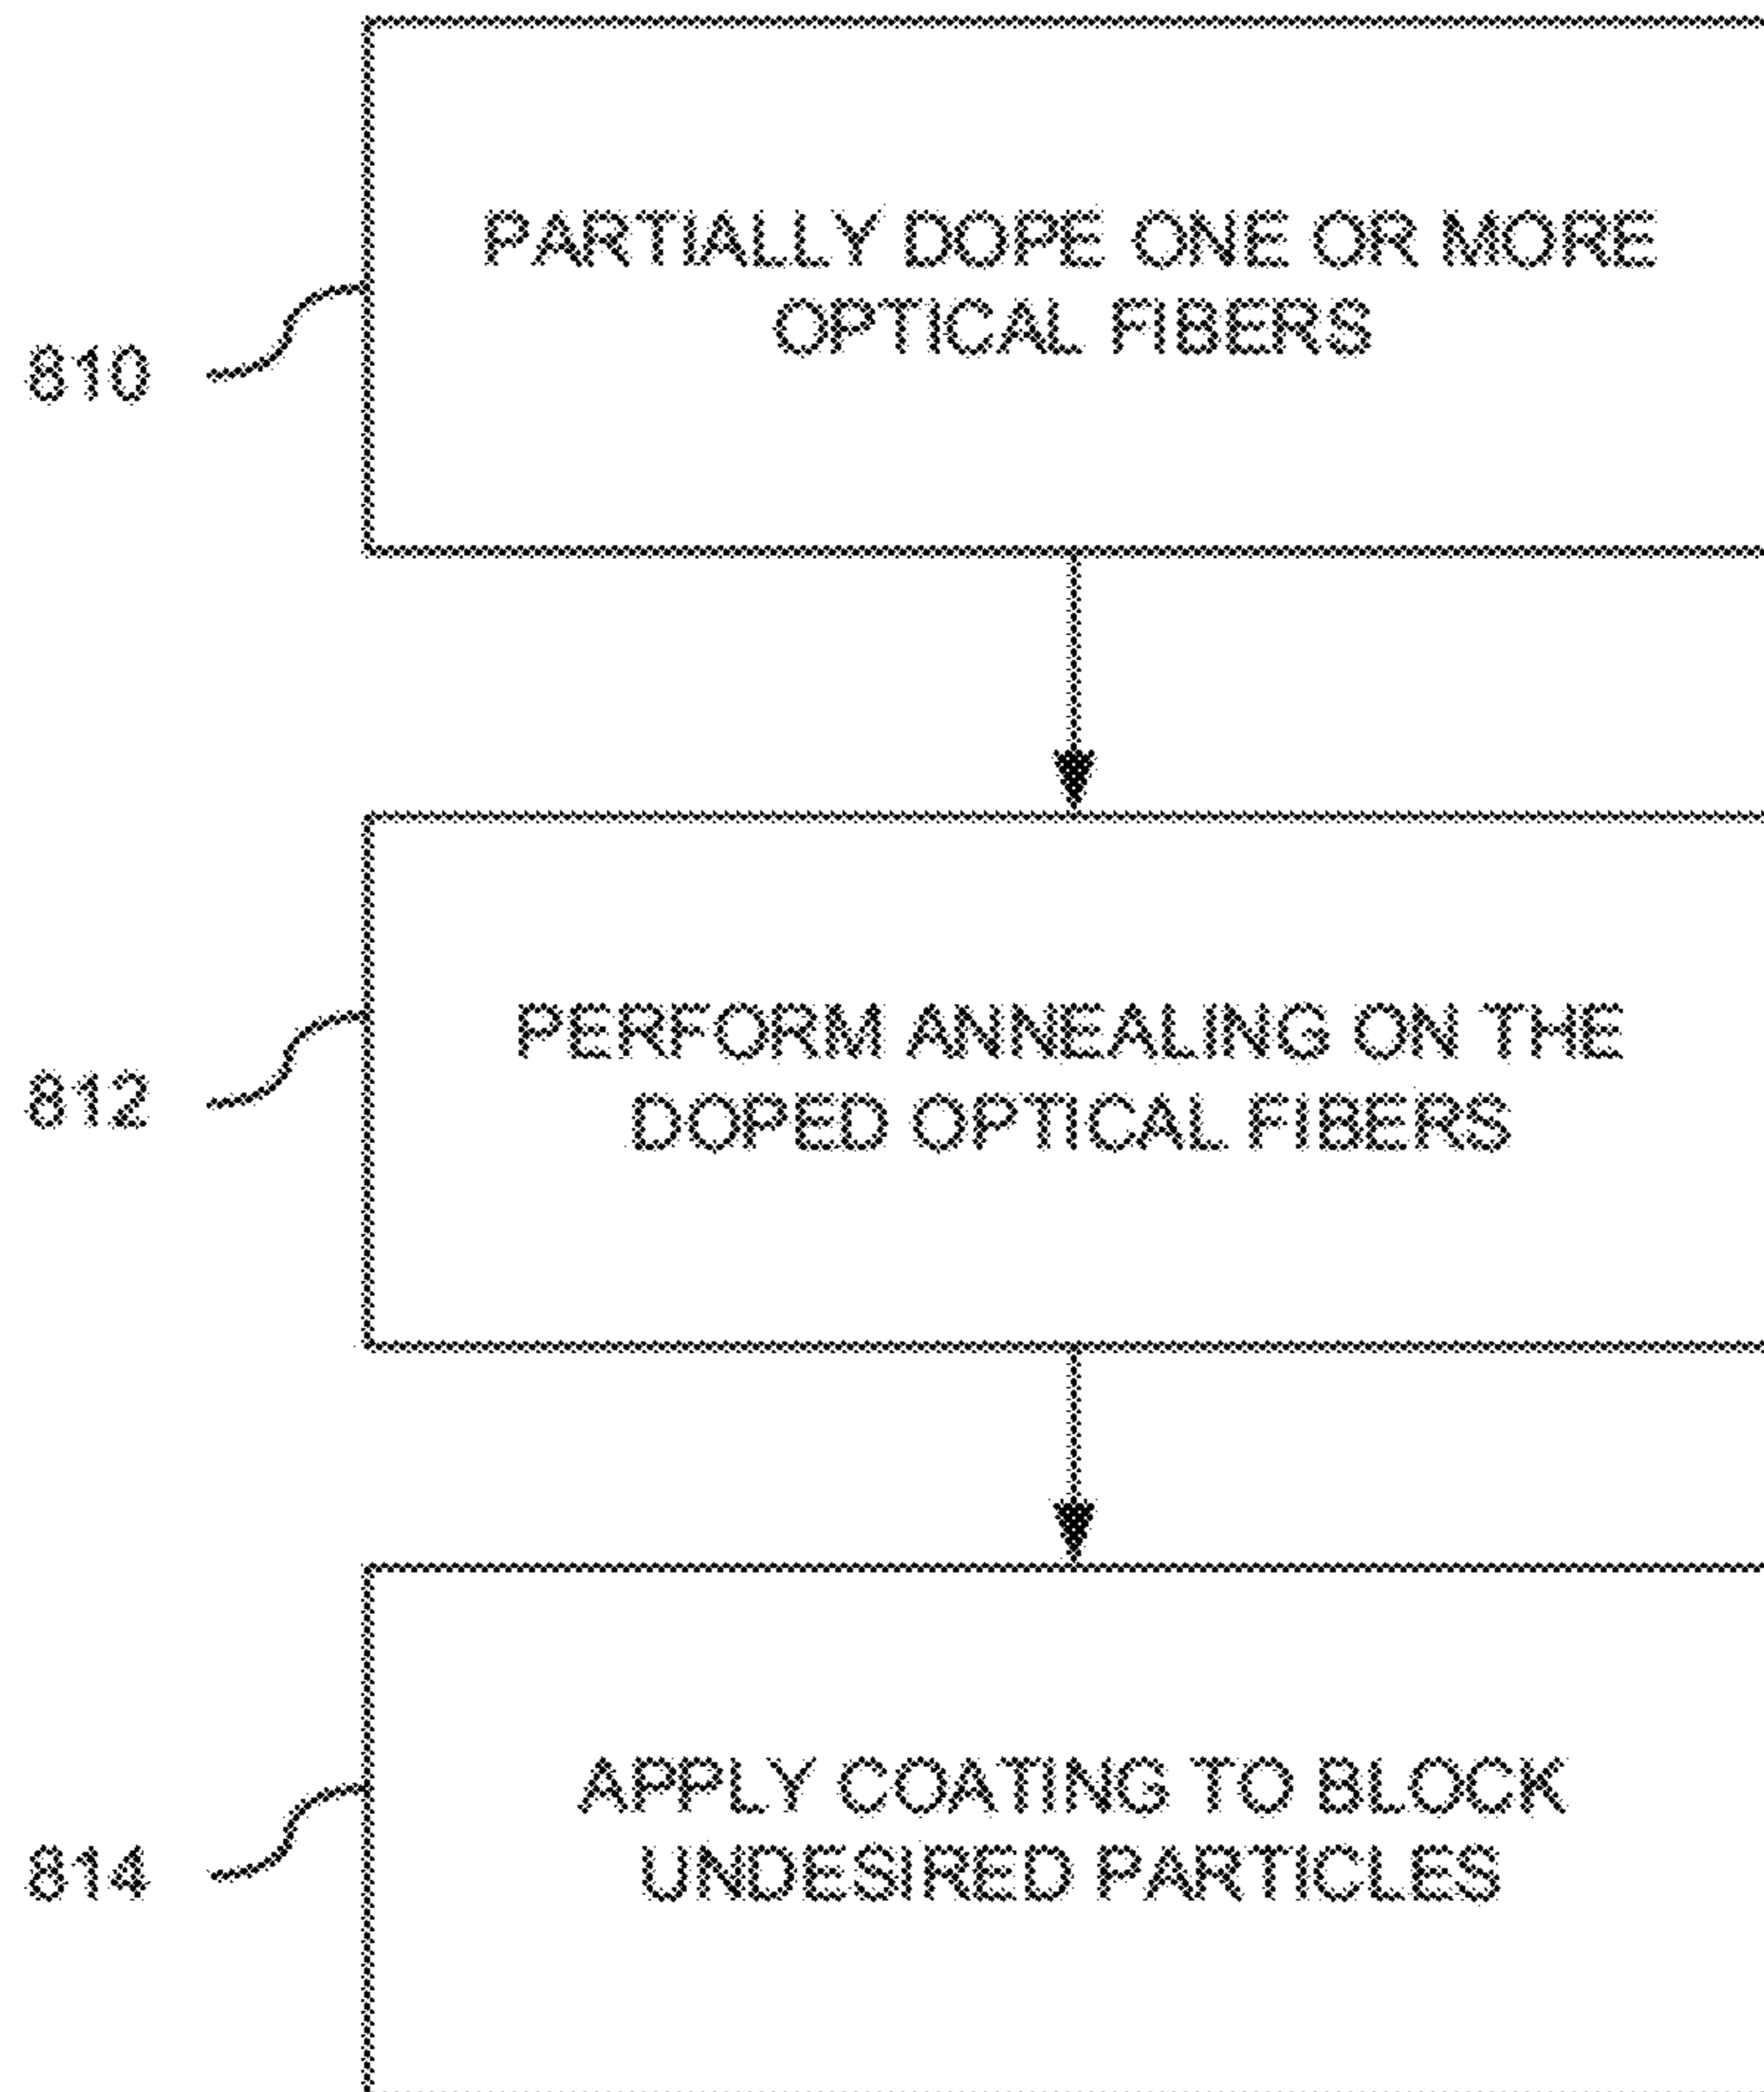 PARTIALLY DOPE ONE OR MORE
OPTICAL FIBERS
810
PERFORM ANNEALING ON THE
DOPED OPTICAL FIBERS
812
APPLY COATING TO BLOCK
UNDESIRED PARTICLES
814